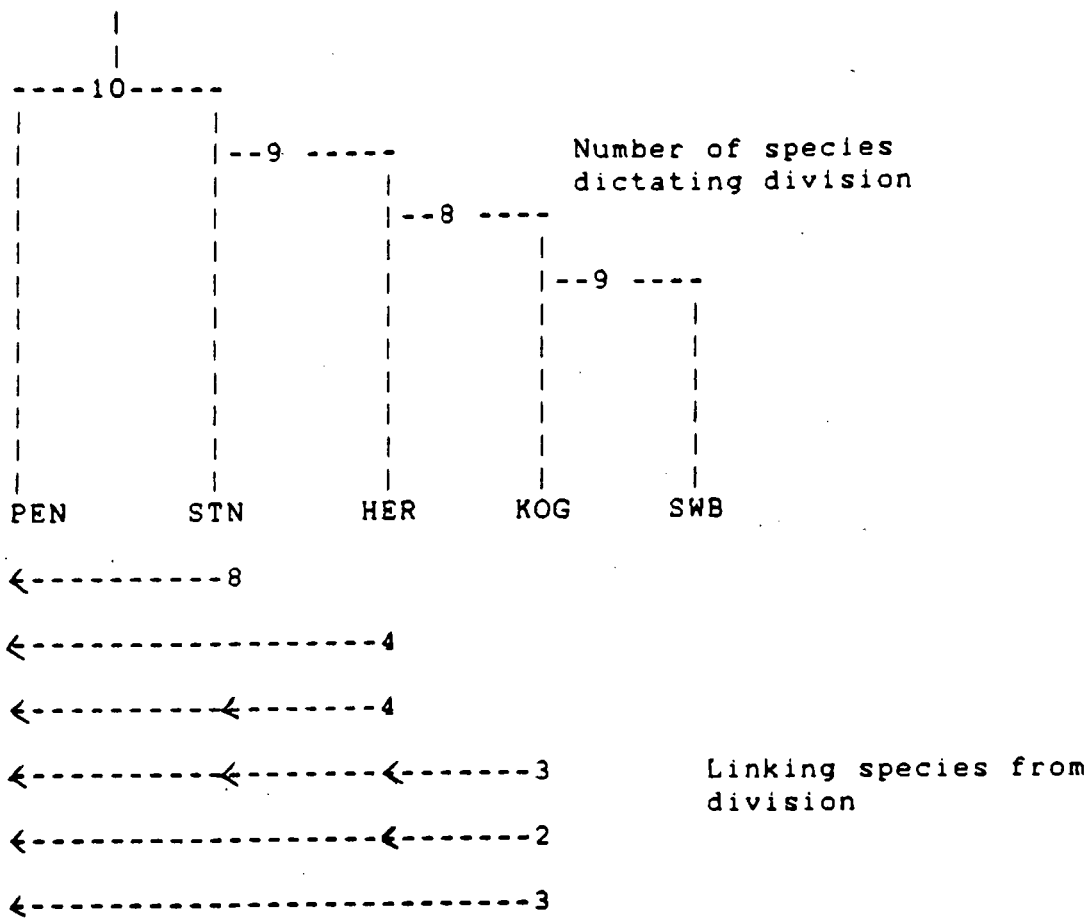 10
9
Number of species
dictating division
8
9
PEN STN HER KOG SWB
8
4
4
3
Linking species from
division
2
3